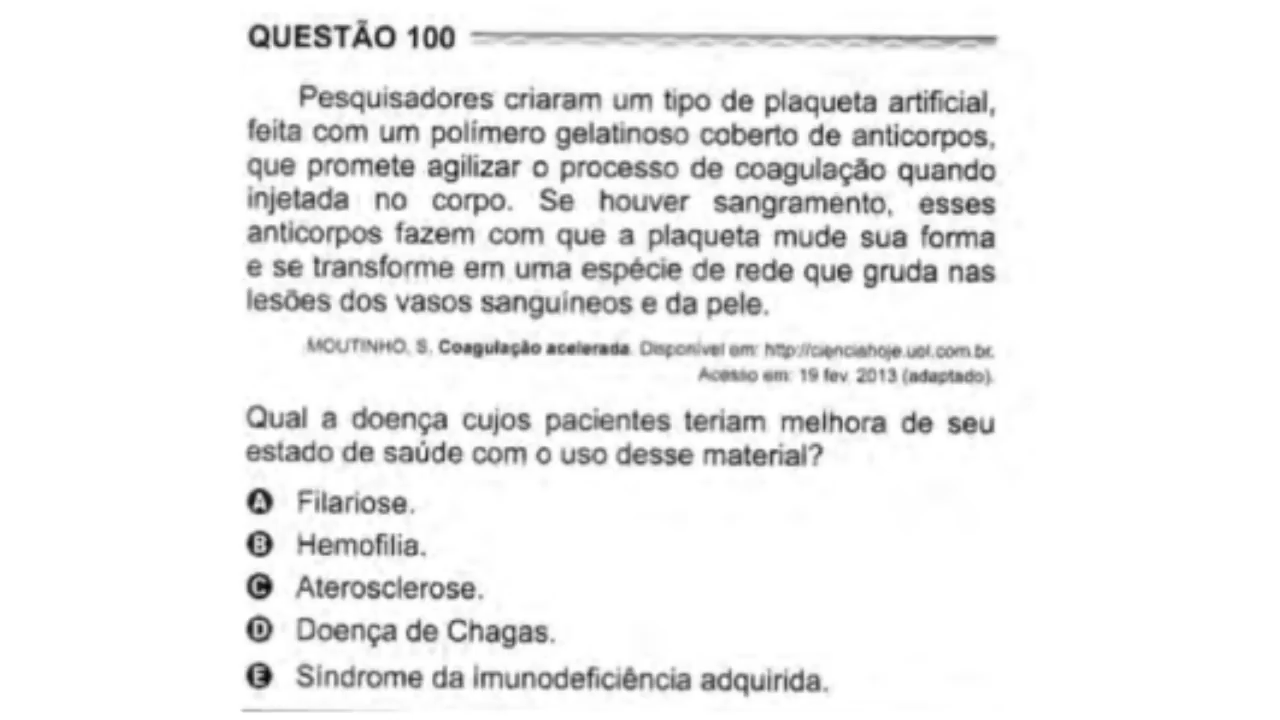 QUESTÃO 100
Pesquisadores criaram um tipo de plaqueta artificial,
feita com um polímero gelatinoso coberto de anticorpos,
que promete agilizar o processo de coagulação quando
injetada no corpo. Se houver sangramento, esses
anticorpos fazem com que a plaqueta mude sua forma
e se transforme em uma espécie de rede que gruda nas
lesões dos vasos sanguíneos e da pele.
MOUTINHO, S. Coagulação acelerada. Disponível em: http://cienciahoje.uol.com.br.
Acesso em: 19 fev. 2013 (adaptado).
Qual a doença cujos pacientes teriam melhora de seu
estado de saúde com o uso desse material?
A Filariose.
B Hemofilia.
C Aterosclerose.
D Doença de Chagas.
E Síndrome da imunodeficiência adquirida.